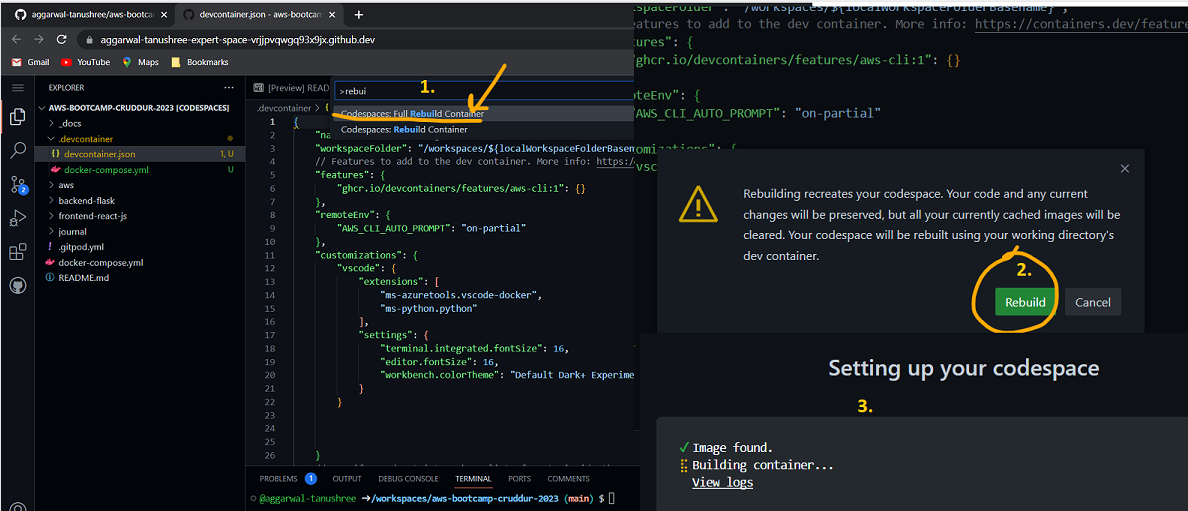 aggarwal-tanushree/aws-bootca
devcontainer.json - aws-bootcam
aggarwal-tanushree-expert-space-vrjjpvqwgq93x9jx.github.dev
Gmail
YouTube
Maps
Bookmarks
EXPLORER
AWS-BOOTCAMP-CRUDDUR-2023 [CODESPACES]
_docs
.devcontainer
devcontainer.json 1, U
docker-compose.yml U
aws
backend-flask
frontend-react-js
journal
.gitpod.yml
docker-compose.yml
README.md
2
[Preview] READ
.devcontainer >
>rebui
1.
Codespaces: Full Rebuild Container
Codespaces: Rebuild Container
1 {
2 "na
3 "workspaceFolder": "/workspaces/${localWorkspaceFolderBasenam
4 // Features to add to the dev container. More info: https:/
5 "features": {
6 "ghcr.io/devcontainers/features/aws-cli:1": {}
7 },
8 "remoteEnv": {
9 "AWS_CLI_AUTO_PROMPT": "on-partial"
10 },
11 "customizations": {
12 "vscode": {
13 "extensions": [
14 "ms-azuretools.vscode-docker",
15 "ms-python.python"
16 ],
17 "settings": {
18 "terminal.integrated.fontSize": 16,
19 "editor.fontSize": 16,
20 "workbench.colorTheme": "Default Dark+ Experime
21 }
22 }
23
24
25
26 }
PROBLEMS 1 OUTPUT DEBUG CONSOLE TERMINAL PORTS COMMENTS
@aggarwal-tanushree ➜/workspaces/aws-bootcamp-cruddur-2023 (main) $
spaceFolder": "/workspaces/${localWorkspaceFolderBasename}",
eatures to add to the dev container. More info: https://containers.dev/feature
tures": {
"ghcr.io/devcontainers/features/aws-cli:1": {}
oteEnv": {
"AWS_CLI_AUTO_PROMPT": "on-partial"
omizations": {
"vsc
Rebuilding recreates your codespace. Your code and any current
changes will be preserved, but all your currently cached images will be
cleared. Your codespace will be rebuilt using your working directory's
dev container.
2.
Rebuild
Cancel
Setting up your codespace
3.
✓ Image found.
Building container...
View logs